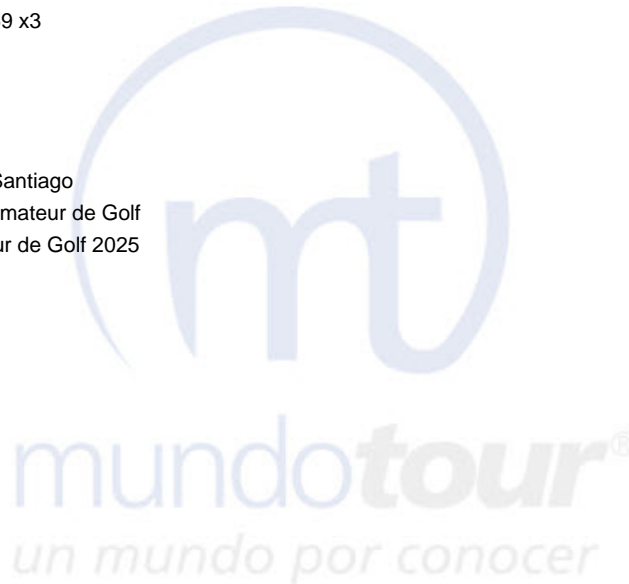 9 x3
Santiago
mateur de Golf
ur de Golf 2025
mt
mundotour®
un mundo por conocer